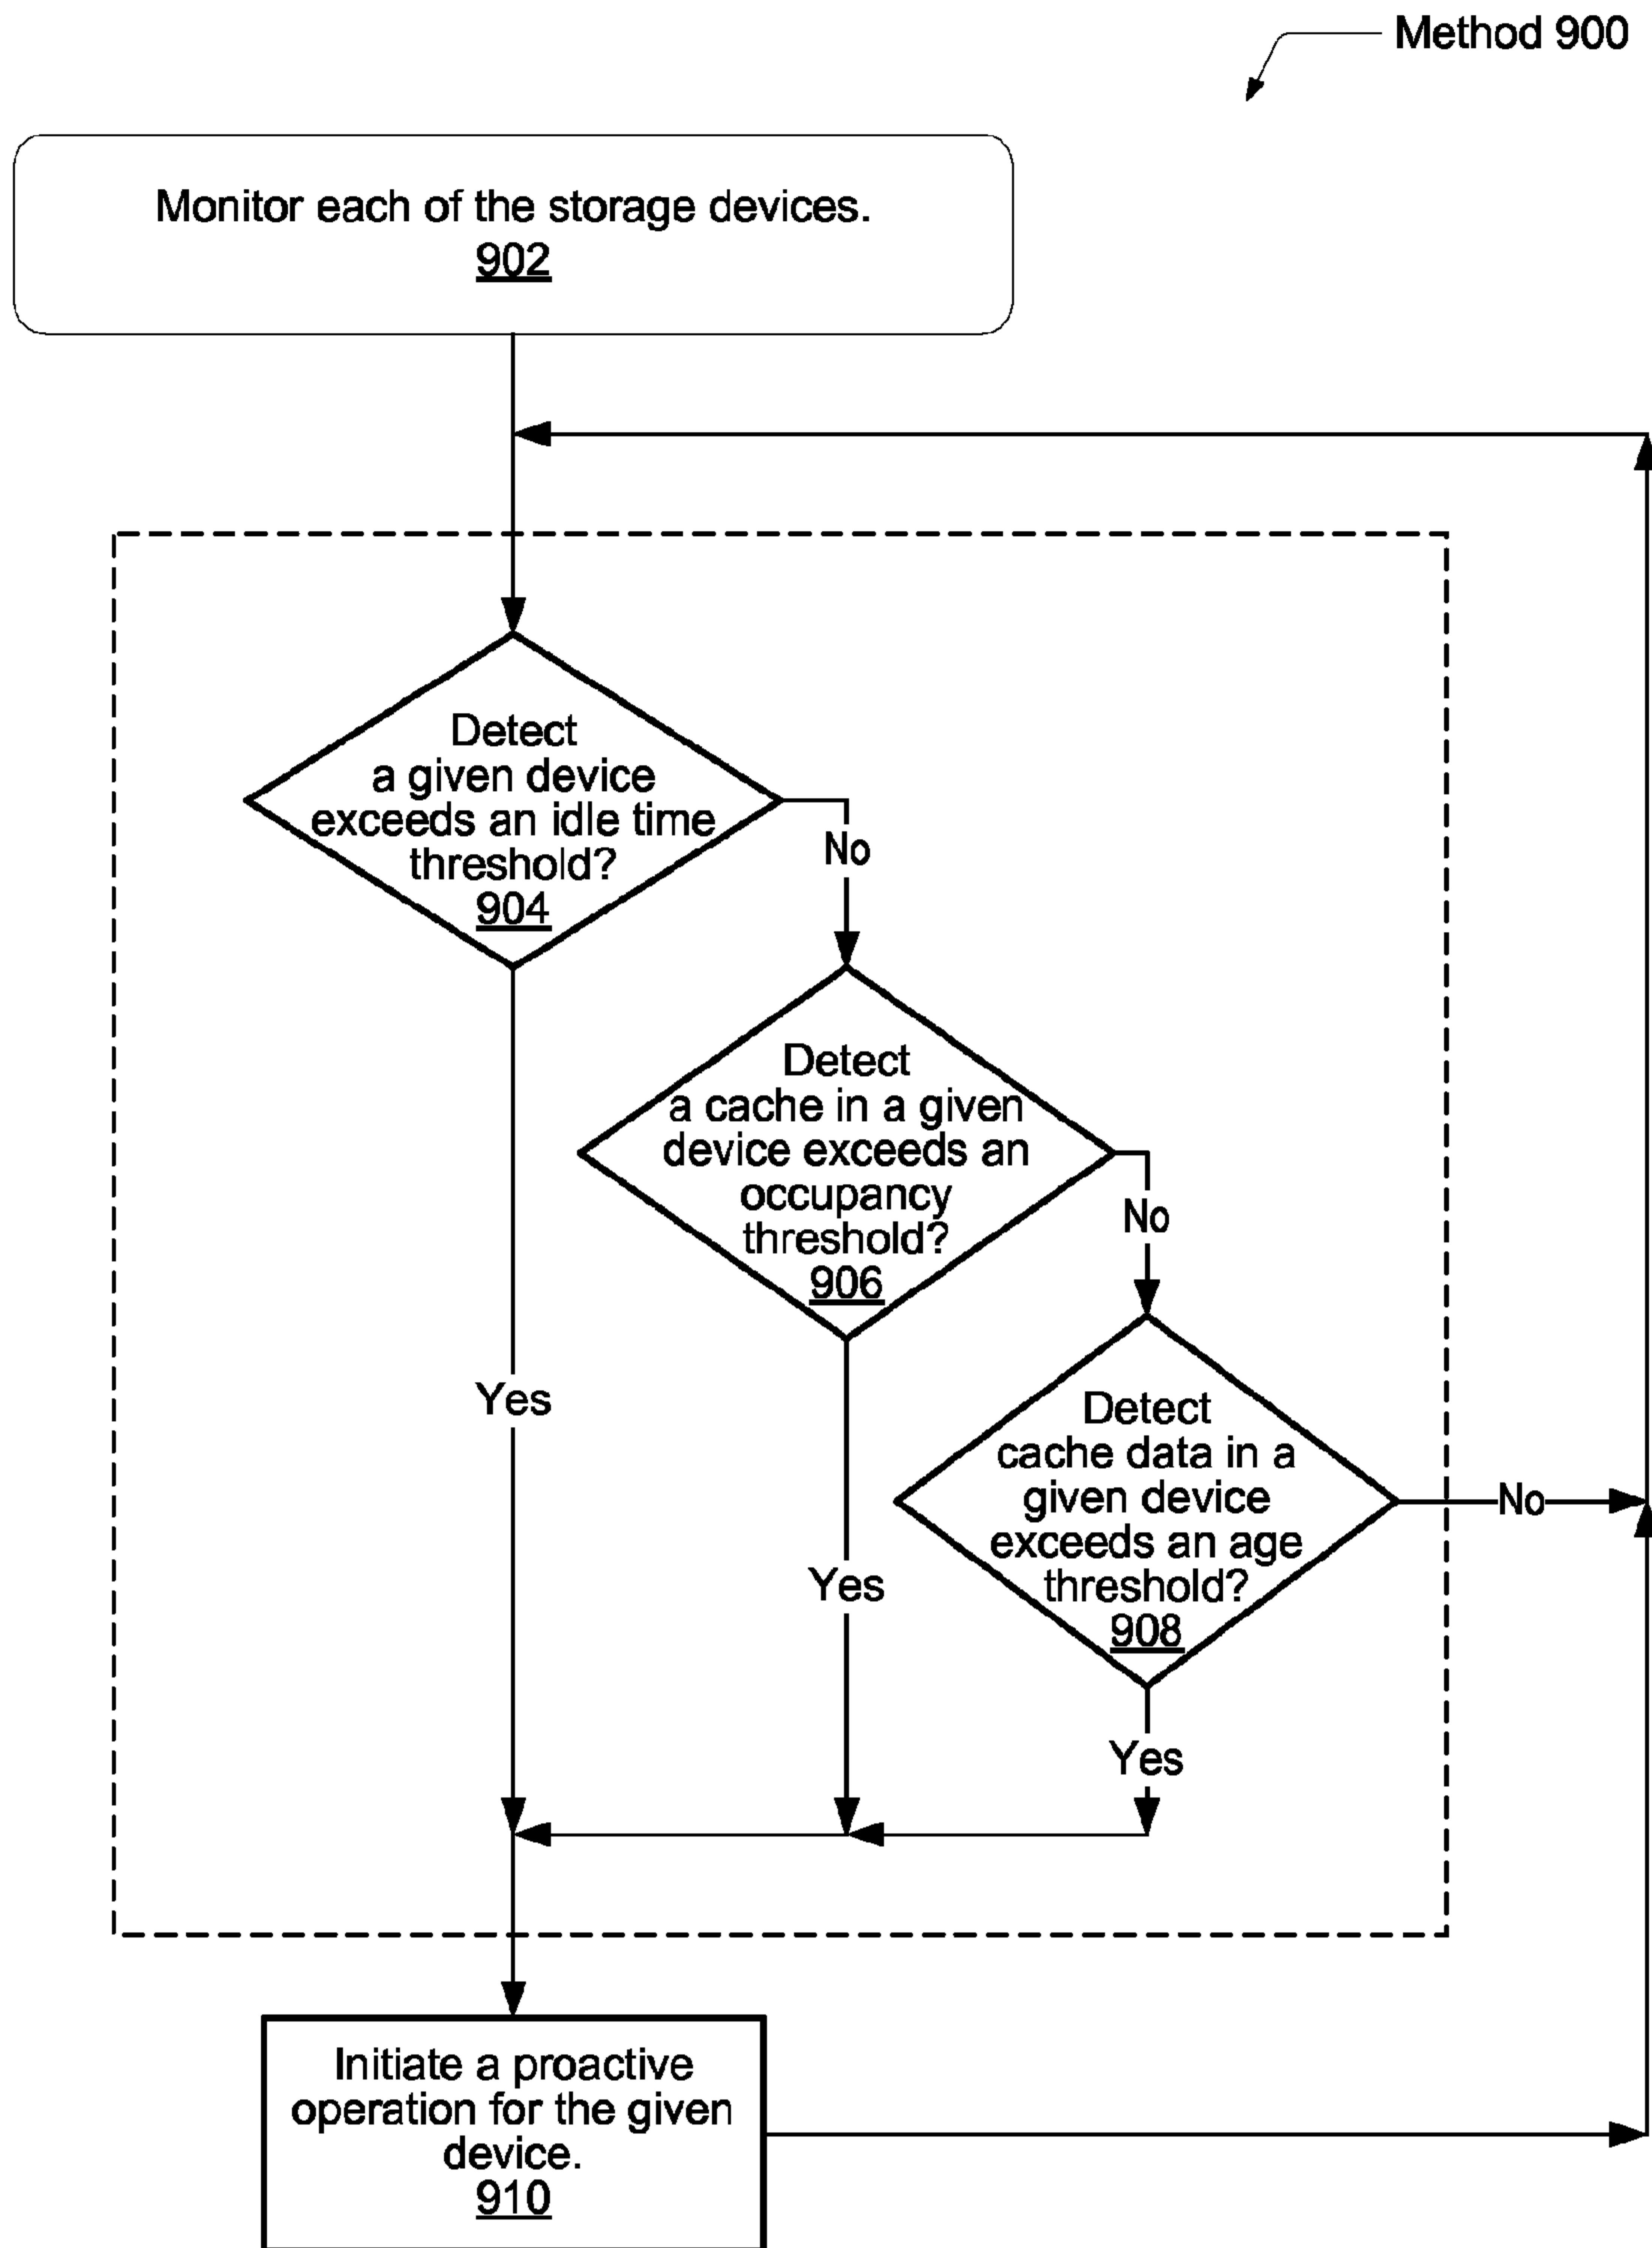 Method 900
Monitor each of the storage devices.
902
Detect
a given device
exceeds an idle time
threshold?
904
No
Detect
a cache in a given
device exceeds an
occupancy
threshold?
906
No
Yes
Detect
cache data in a
given device
exceeds an age
threshold?
908
No
Yes
Yes
Initiate a proactive
operation for the given
device.
910